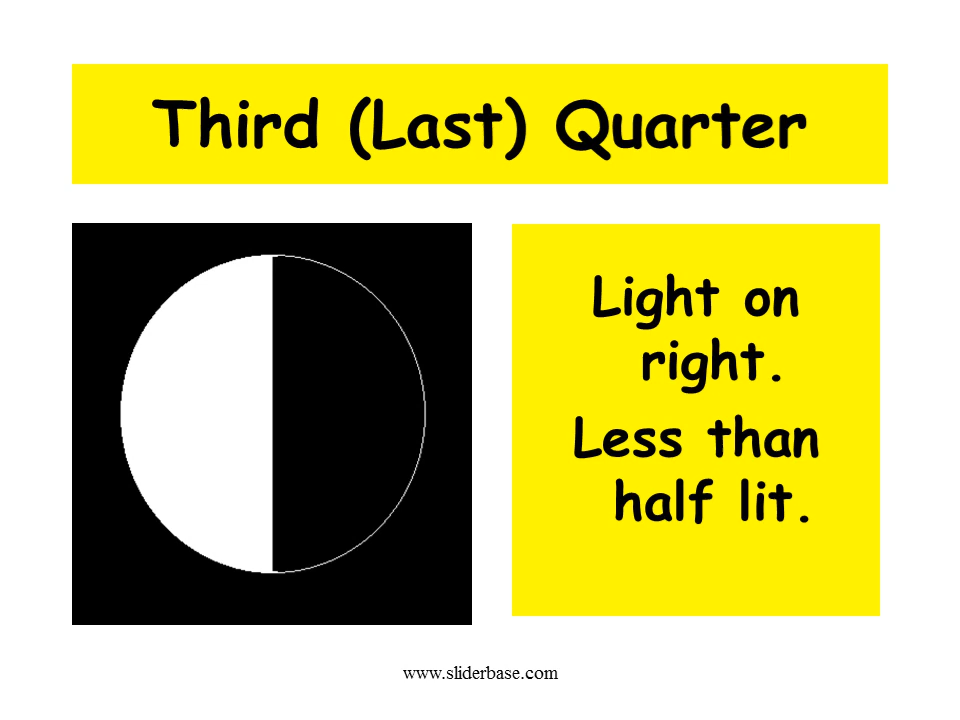 Third (Last) Quarter
Light on
right.
Less than
half lit.
www.sliderbase.com